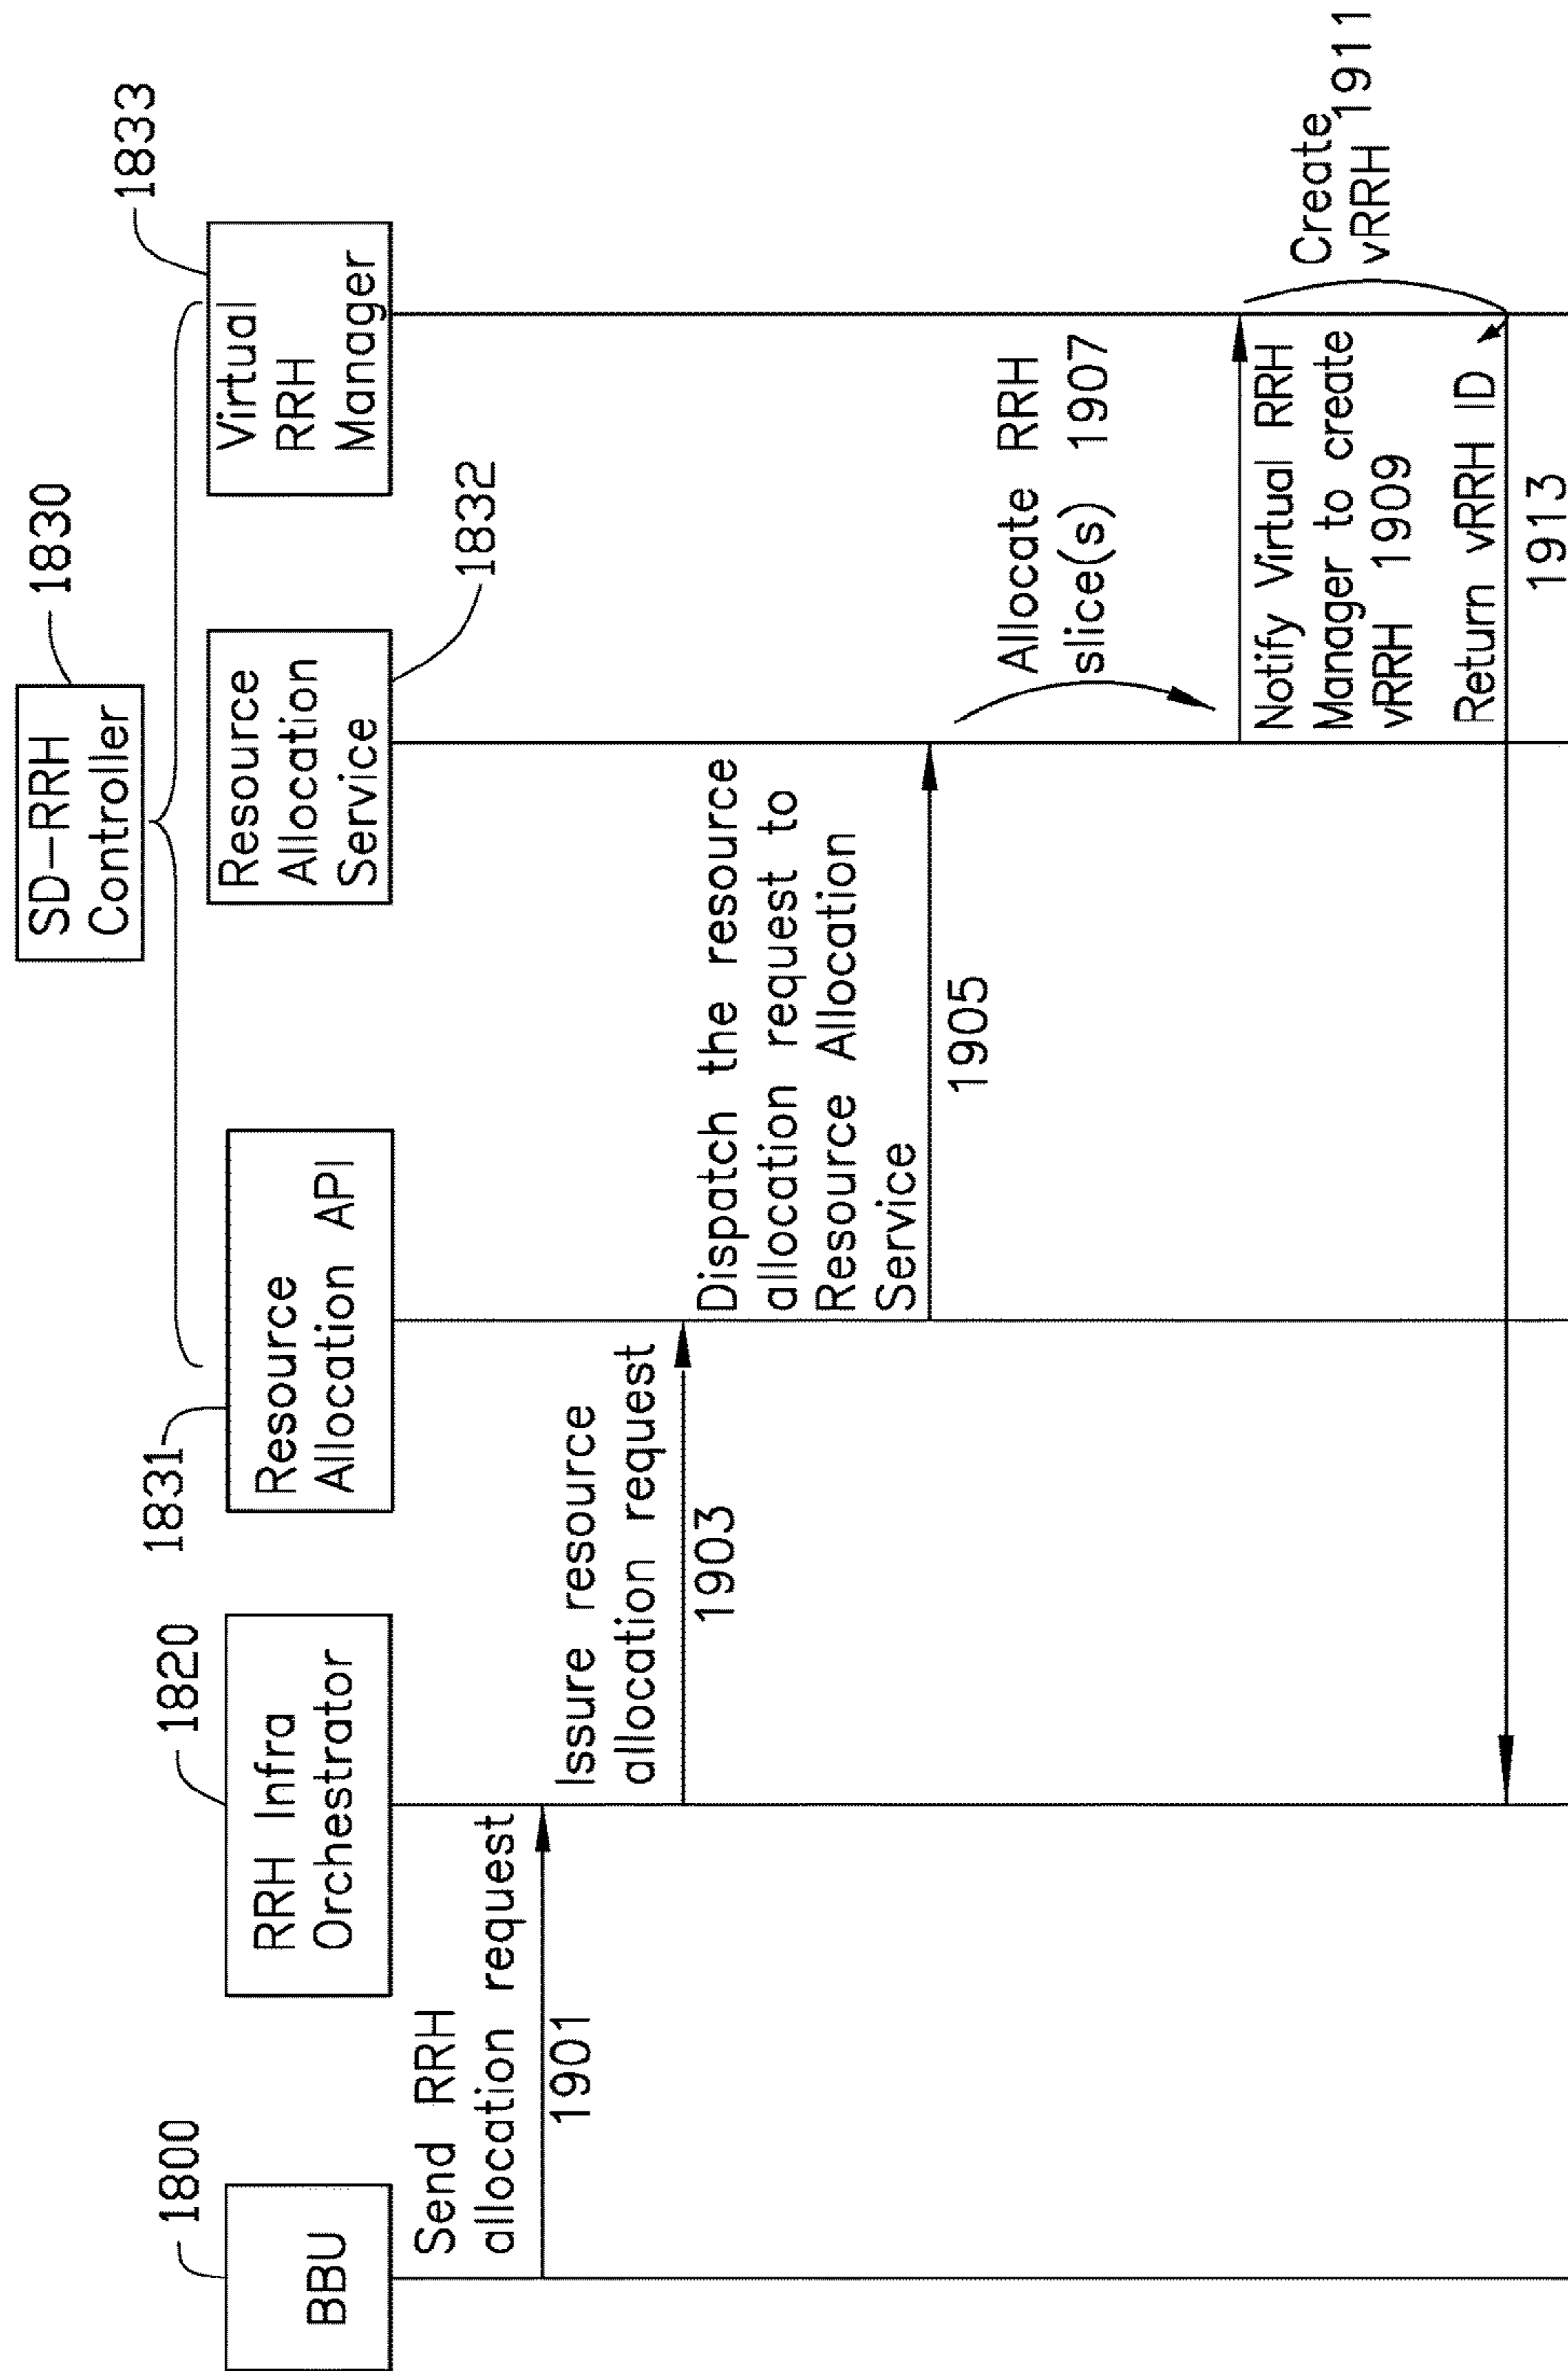 SD-RRH
Controller
1830
BBU
1800
RRH Infra
Orchestrator
1820
Resource
Allocation API
1831
Resource
Allocation
Service
1832
Virtual
RRH
Manager
1833
Send RRH
allocation request
1901
Issure resource
allocation request
1903
Dispatch the resource
allocation request to
Resource Allocation
Service
1905
Allocate RRH
slice(s) 1907
Notify Virtual RRH
Manager to create
vRRH 1909
Create
vRRH 1911
Return vRRH ID
1913